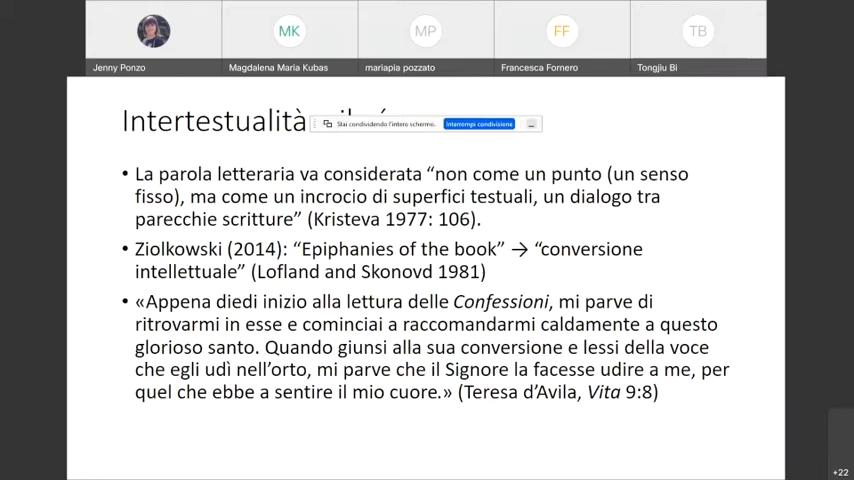 MK
MP
FF
TB
Jenny Ponzo
Magdalena Maria Kubas
mariapia pozzato
Francesca Fornero
Tongjiu Bi
Intertestualità
Stai condividendo l'intero schermo.
Interrompi condivisione
• La parola letteraria va considerata “non come un punto (un senso
fisso), ma come un incrocio di superfici testuali, un dialogo tra
parecchie scritture” (Kristeva 1977: 106).
• Ziolkowski (2014): “Epiphanies of the book” → “conversione
intellettuale” (Lofland and Skonovd 1981)
• «Appena diedi inizio alla lettura delle Confessioni, mi parve di
ritrovarmi in esse e cominciai a raccomandarmi caldamente a questo
glorioso santo. Quando giunsi alla sua conversione e lessi della voce
che egli udì nell’orto, mi parve che il Signore la facesse udire a me, per
quel che ebbe a sentire il mio cuore.» (Teresa d’Avila, Vita 9:8)
+22